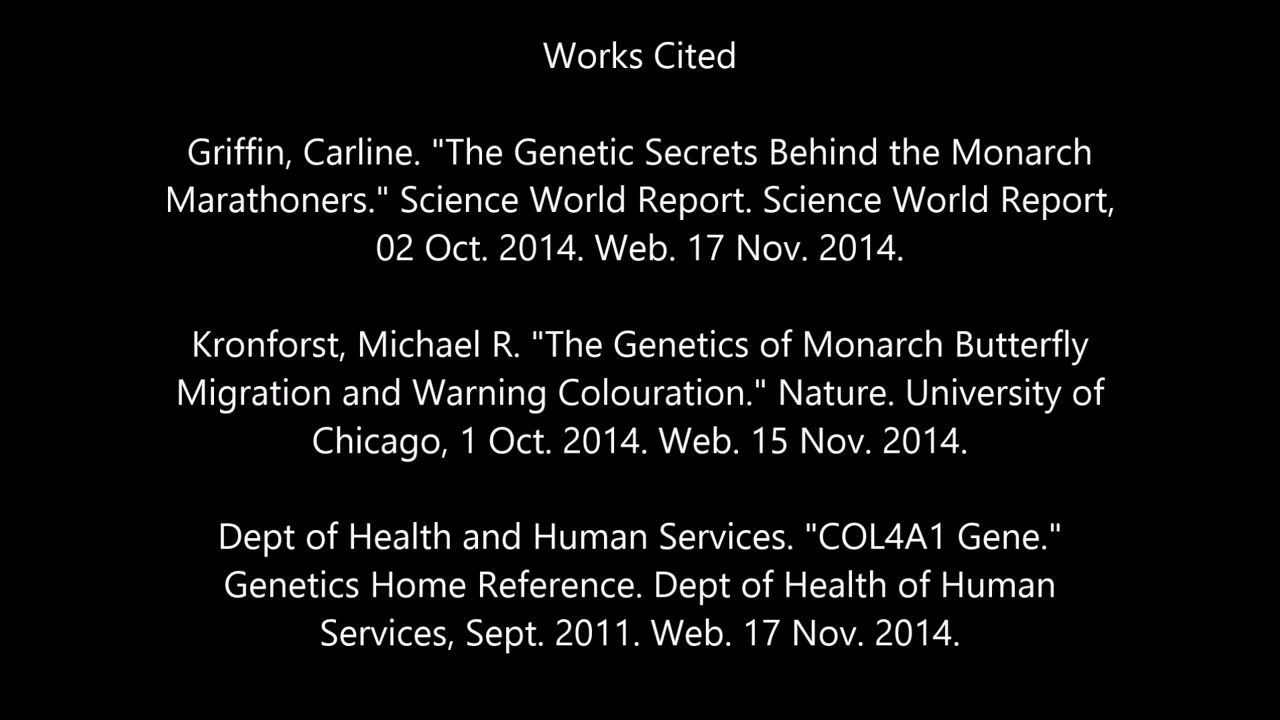 Works Cited
Griffin, Carline. "The Genetic Secrets Behind the Monarch
Marathoners." Science World Report. Science World Report,
02 Oct. 2014. Web. 17 Nov. 2014.
Kronforst, Michael R. "The Genetics of Monarch Butterfly
Migration and Warning Colouration." Nature. University of
Chicago, 1 Oct. 2014. Web. 15 Nov. 2014.
Dept of Health and Human Services. "COL4A1 Gene."
Genetics Home Reference. Dept of Health of Human
Services, Sept. 2011. Web. 17 Nov. 2014.